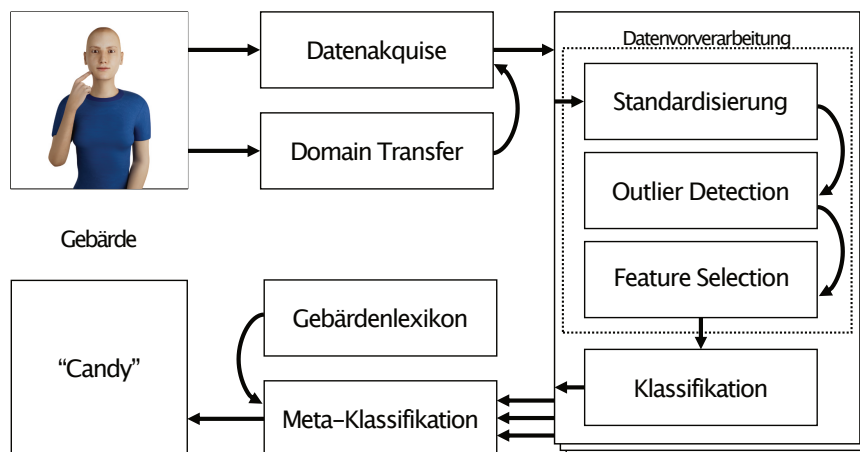 Datenakquise
Domain Transfer
Datenvorverarbeitung
Standardisierung
Outlier Detection
Feature Selection
Klassifikation
Gebärde
“Candy”
Gebärdenlexikon
Meta-Klassifikation